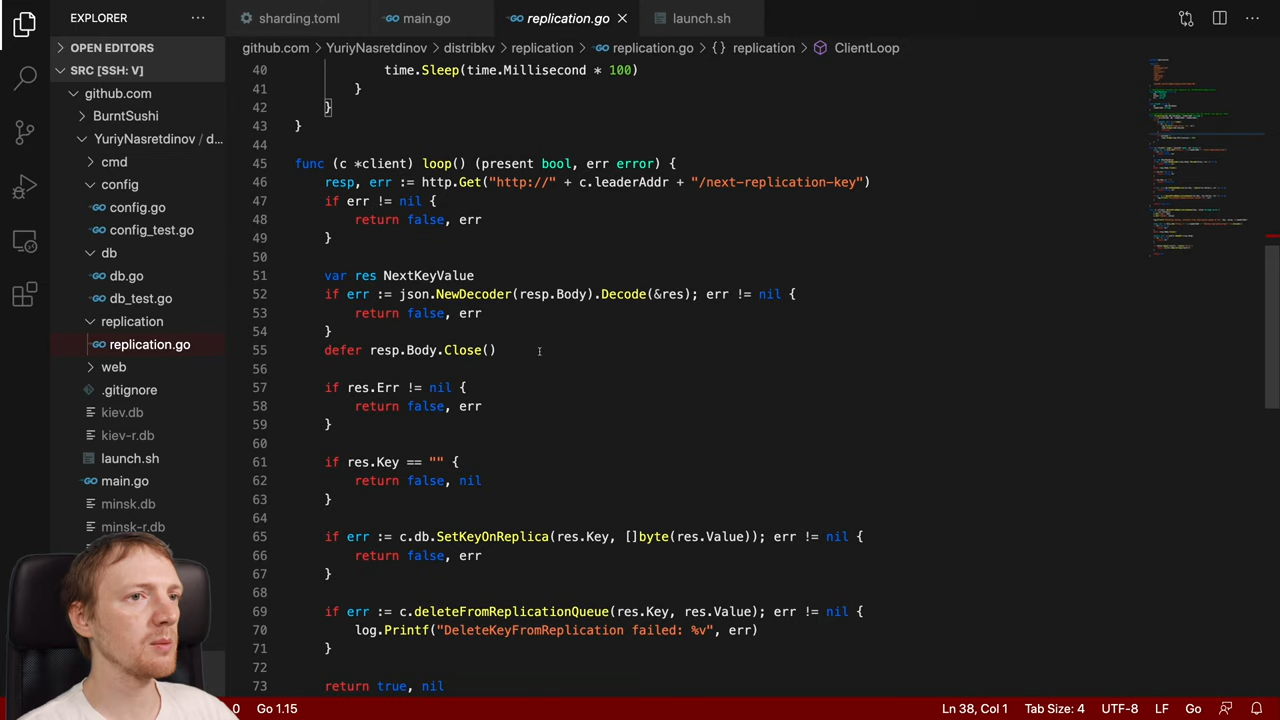 EXPLORER
sharding.toml
main.go
replication.go
launch.sh
OPEN EDITORS
github.com > YuriyNasretdinov > distribkv > replication > replication.go > {} replication > ClientLoop
SRC [SSH: V]
github.com
BurntSushi
YuriyNasretdinov / d...
cmd
config
config.go
config_test.go
db
db.go
db_test.go
replication
replication.go
web
.gitignore
kiev.db
kiev-r.db
launch.sh
main.go
minsk.db
minsk-r.db
40 time.Sleep(time.Millisecond * 100)
41 }
42 }
43 }
44
45 func (c *client) loop() (present bool, err error) {
46 resp, err := http.Get("http://" + c.leaderAddr + "/next-replication-key")
47 if err != nil {
48 return false, err
49 }
50
51 var res NextKeyValue
52 if err := json.NewDecoder(resp.Body).Decode(&res); err != nil {
53 return false, err
54 }
55 defer resp.Body.Close()
56
57 if res.Err != nil {
58 return false, err
59 }
60
61 if res.Key == "" {
62 return false, nil
63 }
64
65 if err := c.db.SetKeyOnReplica(res.Key, []byte(res.Value)); err != nil {
66 return false, err
67 }
68
69 if err := c.deleteFromReplicationQueue(res.Key, res.Value); err != nil {
70 log.Printf("DeleteKeyFromReplication failed: %v", err)
71 }
72
73 return true, nil
0 Go 1.15 Ln 38, Col 1 Tab Size: 4 UTF-8 LF Go